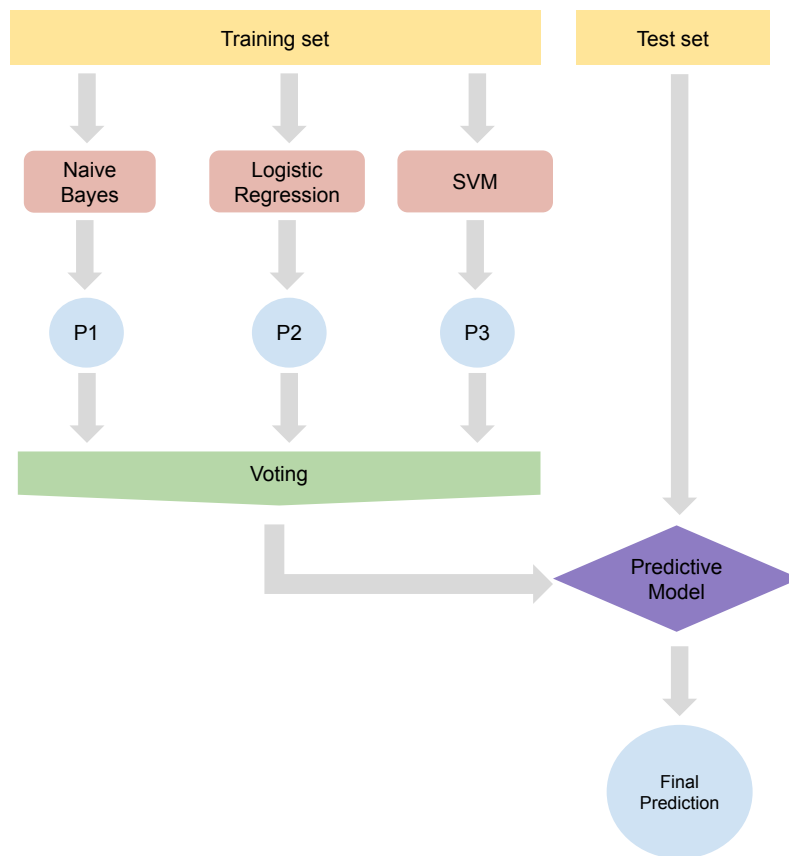 Training set
Test set
Naive
Bayes
Logistic
Regression
SVM
P1
P2
P3
Voting
Predictive
Model
Final
Prediction